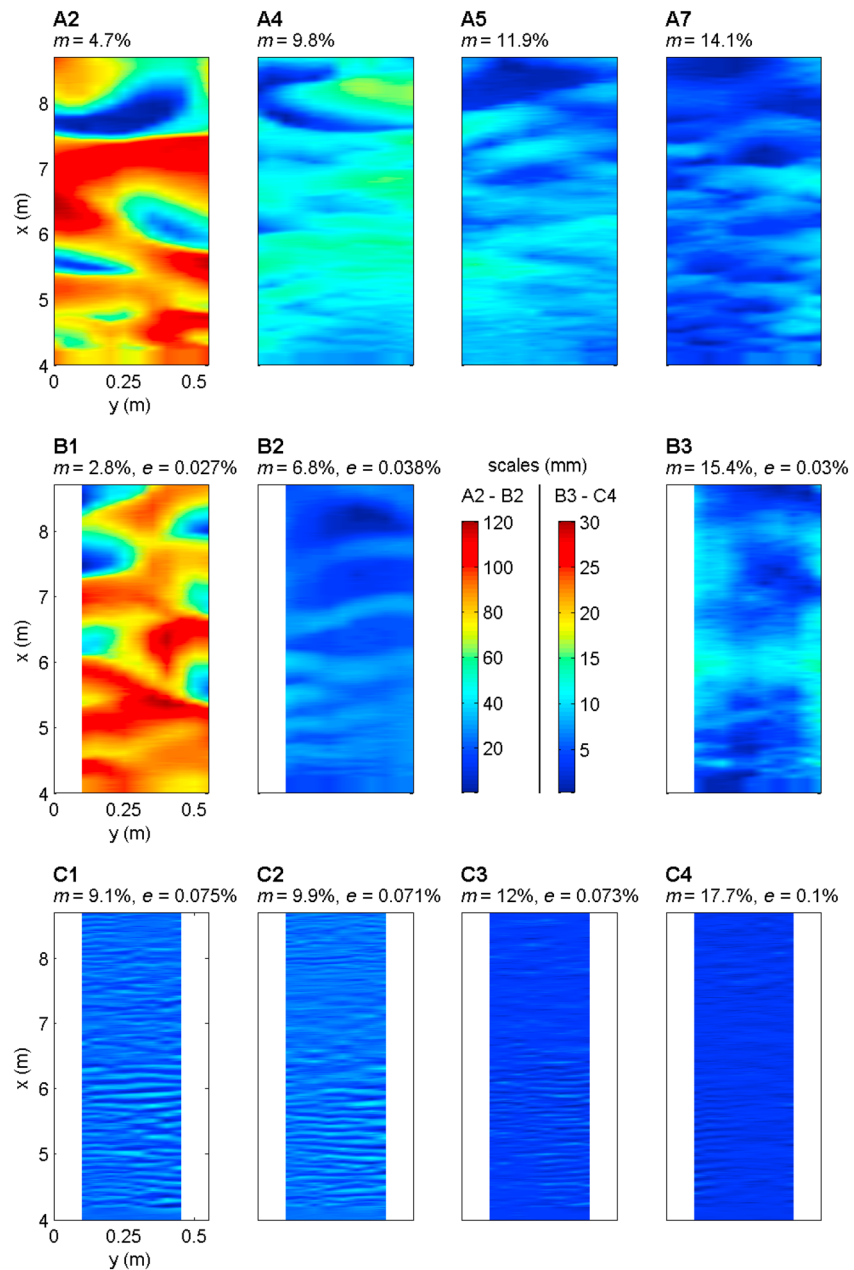 A2 A4 A5 A7
m = 4.7% m = 9.8% m = 11.9% m = 14.1%
8
7
x (m)
6
5
4
0 0.25 0.5
y (m)
B1 B2 B3
m = 2.8%, e = 0.027% m = 6.8%, e = 0.038% scales (mm) m = 15.4%, e = 0.03%
A2 - B2 B3 - C4
8 120 30
100 25
7 80 20
x (m)
6 60 15
40 10
5 20 5
4
0 0.25 0.5
y (m)
C1 C2 C3 C4
m = 9.1%, e = 0.075% m = 9.9%, e = 0.071% m = 12%, e = 0.073% m = 17.7%, e = 0.1%
8
7
x (m)
6
5
4
0 0.25 0.5
y (m)